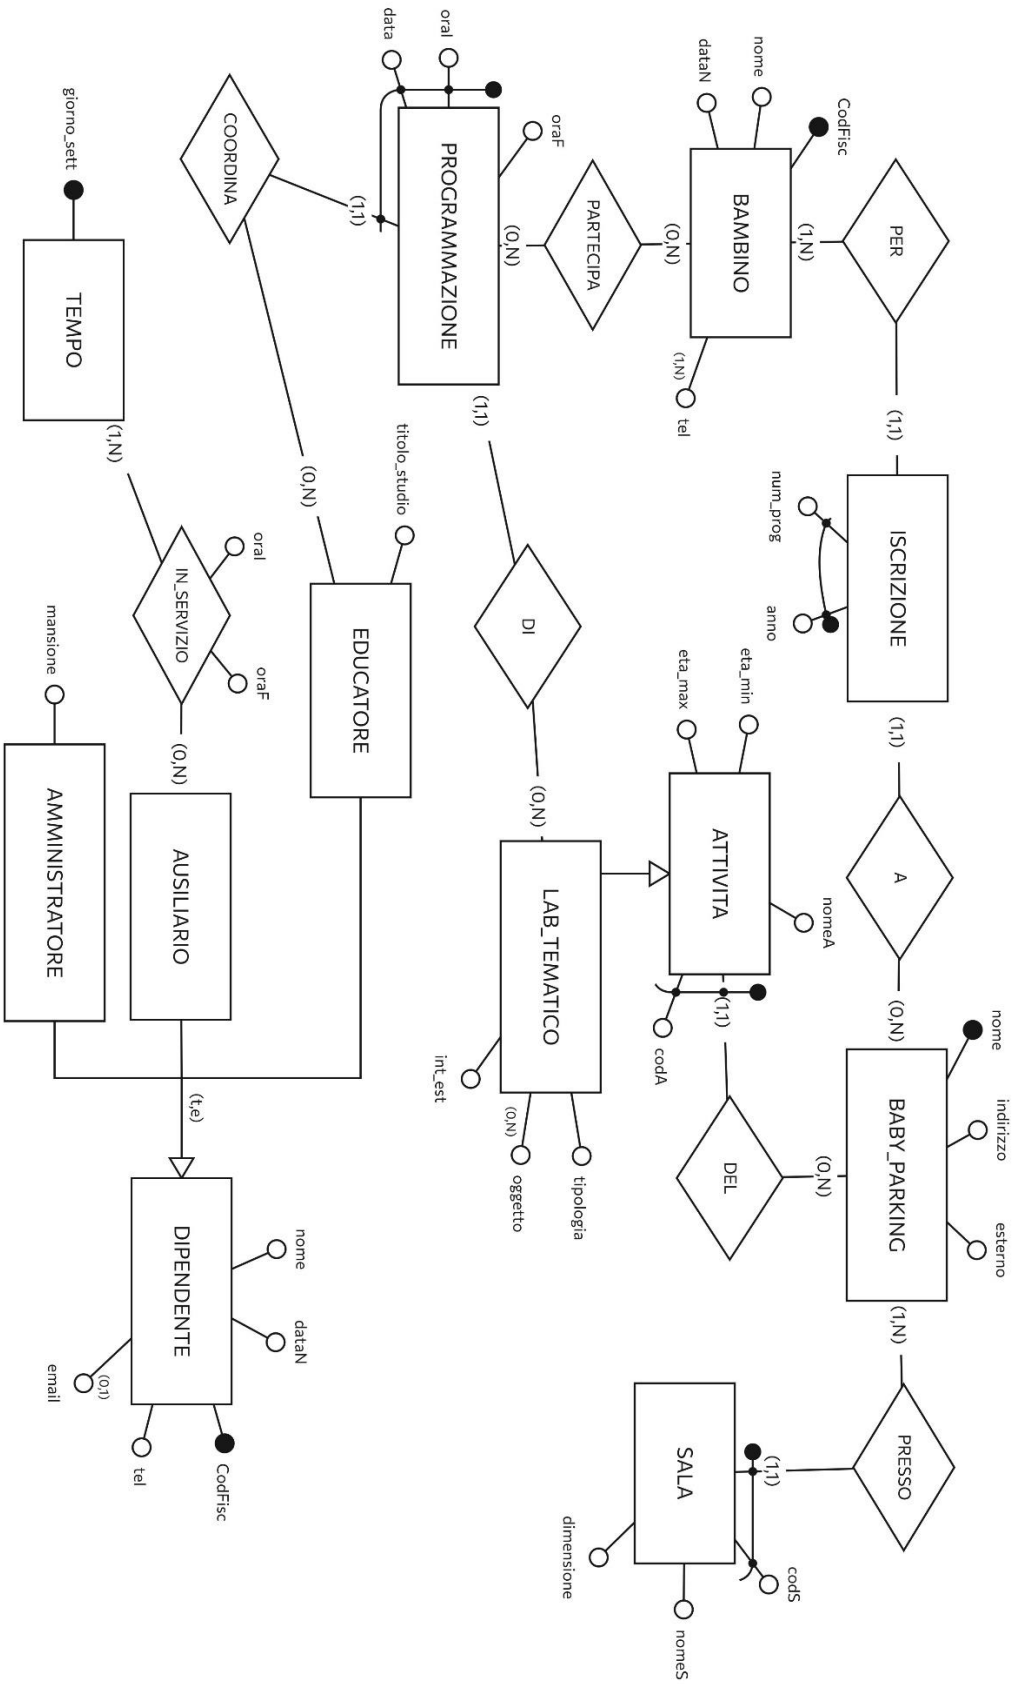 nome
indirizzo
esterno
CodFisc
PER
(1,N)
(1,1)
ISCRIZIONE
num_prog
anno
(1,1)
A
(0,N)
BABY_PARKING
(1,N)
PRESSO
nome
dataN
BAMBINO
(1,N)
tel
(0,N)
PARTECIPA
(0,N)
eta_min
eta_max
ATTIVITA
nomeA
(1,1)
codA
DEL
(0,N)
(1,1)
SALA
codS
nomeS
dimensione
oraF
oraI
data
PROGRAMMAZIONE
(1,1)
DI
(0,N)
LAB_TEMATICO
int_est
(0,N)
oggetto
tipologia
(1,1)
COORDINA
(0,N)
titolo_studio
EDUCATORE
giorno_sett
TEMPO
(1,N)
oraI
IN_SERVIZIO
oraF
(0,N)
AUSILIARIO
(t,e)
nome
dataN
DIPENDENTE
CodFisc
tel
(0,1)
email
mansione
AMMINISTRATORE